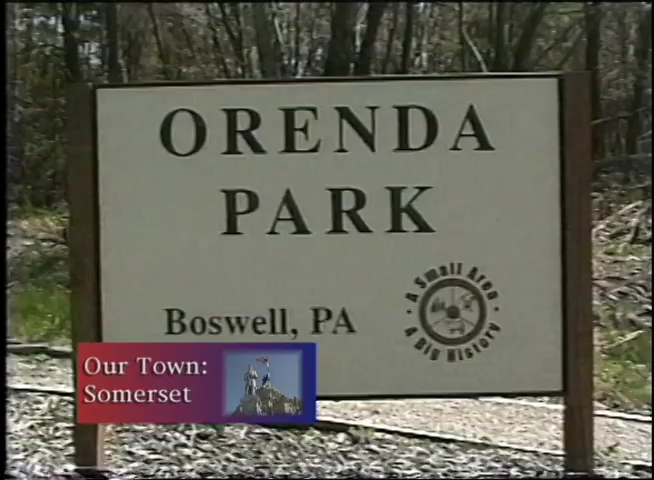 ORENDA
PARK
Boswell, PA
A Small Area
A Big History
Our Town:
Somerset